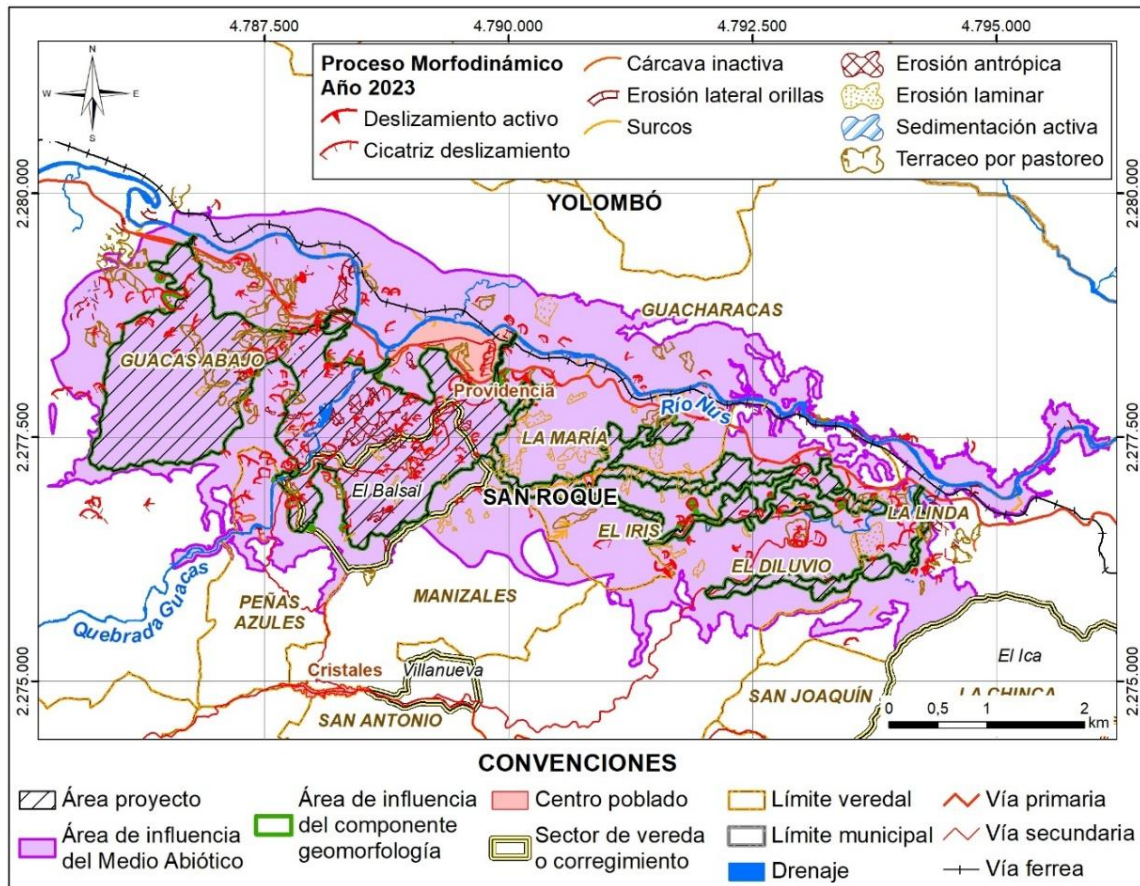 4.787.500
4.790.000
4.792.500
4.795.000
N
W
E
S
Proceso Morfodinámico
Año 2023
Deslizamiento activo
Cicatriz deslizamiento
Cárcava inactiva
Erosión lateral orillas
Surcos
Erosión antrópica
Erosión laminar
Sedimentación activa
Terraceo por pastoreo
2.280.000
2.280.000
YOLOMBÓ
GUACHARACAS
GUACAS ABAJO
Providencia
Río Nus
2.277.500
2.277.500
LA MARÍA
El Balsal
SAN ROQUE
LA LINDA
EL IRIS
EL DILUVIO
PEÑAS
AZULES
MANIZALES
Quebrada Guacas
Cristales
Villanueva
El Ica
2.275.000
2.275.000
SAN JOAQUÍN
LA CHINCA
SAN ANTONIO
0
0,5
1
2
km
CONVENCIONES
Área proyecto
Área de influencia
del Medio Abiótico
Área de influencia
del componente
geomorfología
Centro poblado
Sector de vereda
o corregimiento
Límite veredal
Límite municipal
Drenaje
Vía primaria
Vía secundaria
Vía ferrea